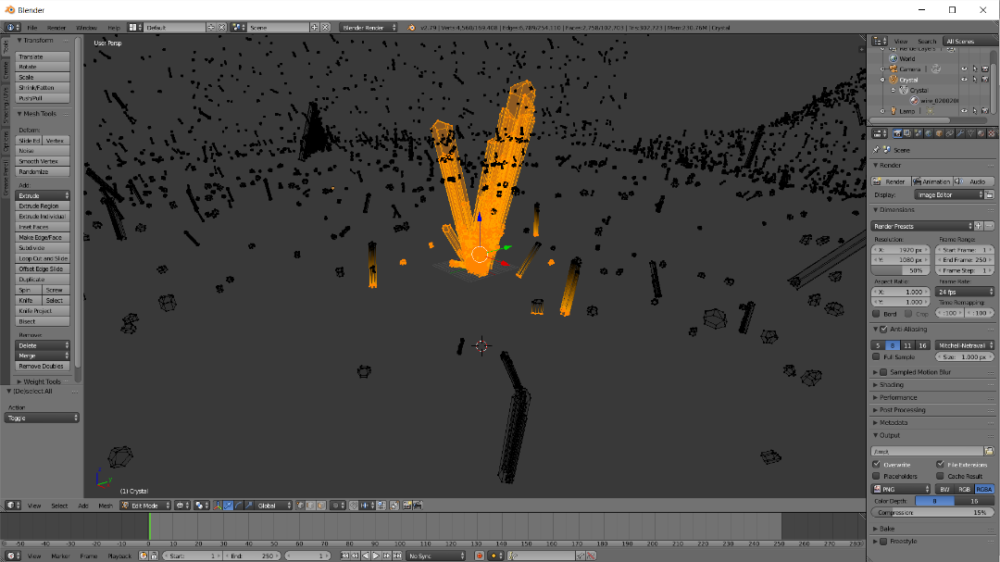 Blender
File Render Window Help Default Scene Blender Render v2.79 | Verts:4,568/169,408 | Edges:6,789/254,110 | Faces:2,758/102,703 | Tris:302,723 | Mem:230.76M | Crystal
User Persp
Tools
Create
Shading / UVs
Options
Grease Pencil
Transform
Translate
Rotate
Scale
Shrink/Fatten
Push/Pull
Mesh Tools
Deform:
Slide Ed Vertex
Noise
Smooth Vertex
Randomize
Add:
Extrude
Extrude Region
Extrude Individual
Inset Faces
Make Edge/Face
Subdivide
Loop Cut and Slide
Offset Edge Slide
Duplicate
Spin Screw
Knife Select
Knife Project
Bisect
Remove:
Delete
Merge
Remove Doubles
Weight Tools
(De)select All
Action
Toggle
(1) Crystal
View Select Add Mesh Edit Mode Global
-50 -40 -30 -20 -10 0 10 20 30 40 50 60 70 80 90 100 110 120 130 140 150 160 170 180 190 200 210 220 230 240 250 260 270 280
View Marker Frame Playback Start: 1 End: 250 1 No Sync
View Search All Scenes
RenderLayers
World
Camera
Crystal
Crystal
wire_0200200
Lamp
Scene
Render
Render Animation Audio
Display: Image Editor
Dimensions
Render Presets
Resolution: Frame Range:
X: 1920 px Start Frame: 1
Y: 1080 px End Frame: 250
50% Frame Step: 1
Aspect Ratio: Frame Rate:
X: 1.000 24 fps
Y: 1.000 Time Remapping:
Bord Crop :100 :100
Anti-Aliasing
5 8 11 16 Mitchell-Netravali
Full Sample Size: 1.000 px
Sampled Motion Blur
Shading
Performance
Post Processing
Metadata
Output
/tmp\
Overwrite File Extensions
Placeholders Cache Result
PNG BW RGB RGBA
Color Depth: 8 16
Compression: 15%
Bake
Freestyle